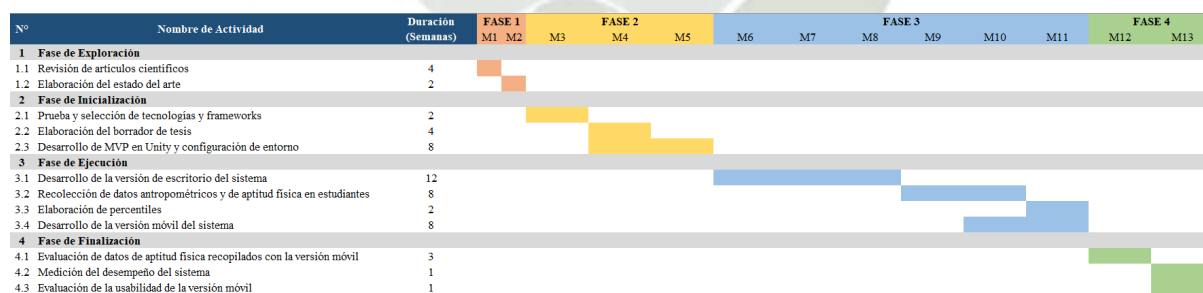 N° Nombre de Actividad Duración (Semanas) FASE 1 FASE 2 FASE 3 FASE 4
M1 M2 M3 M4 M5 M6 M7 M8 M9 M10 M11 M12 M13
1 Fase de Exploración
1.1 Revisión de artículos científicos 4
1.2 Elaboración del estado del arte 2
2 Fase de Inicialización
2.1 Prueba y selección de tecnologías y frameworks 2
2.2 Elaboración del borrador de tesis 4
2.3 Desarrollo de MVP en Unity y configuración de entorno 8
3 Fase de Ejecución
3.1 Desarrollo de la versión de escritorio del sistema 12
3.2 Recolección de datos antropométricos y de aptitud física en estudiantes 8
3.3 Elaboración de percentiles 2
3.4 Desarrollo de la versión móvil del sistema 8
4 Fase de Finalización
4.1 Evaluación de datos de aptitud física recopilados con la versión móvil 3
4.2 Medición del desempeño del sistema 1
4.3 Evaluación de la usabilidad de la versión móvil 1